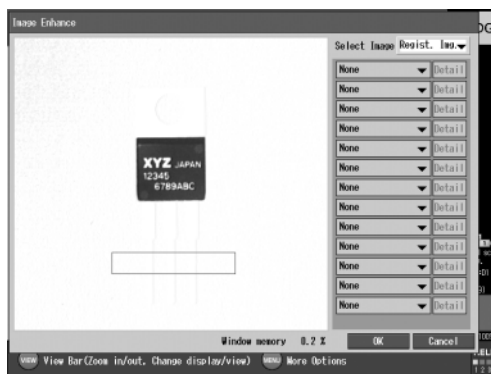 Image Enhance
Select Image Regist. Img.
None Detail
None Detail
None Detail
None Detail
None Detail
None Detail
None Detail
None Detail
None Detail
None Detail
None Detail
None Detail
None Detail
XYZ JAPAN
12345
6789ABC
Window memory 0.2 %
OK Cancel
VIEW View Bar(Zoom in/out, Change display/view) MENU More Options